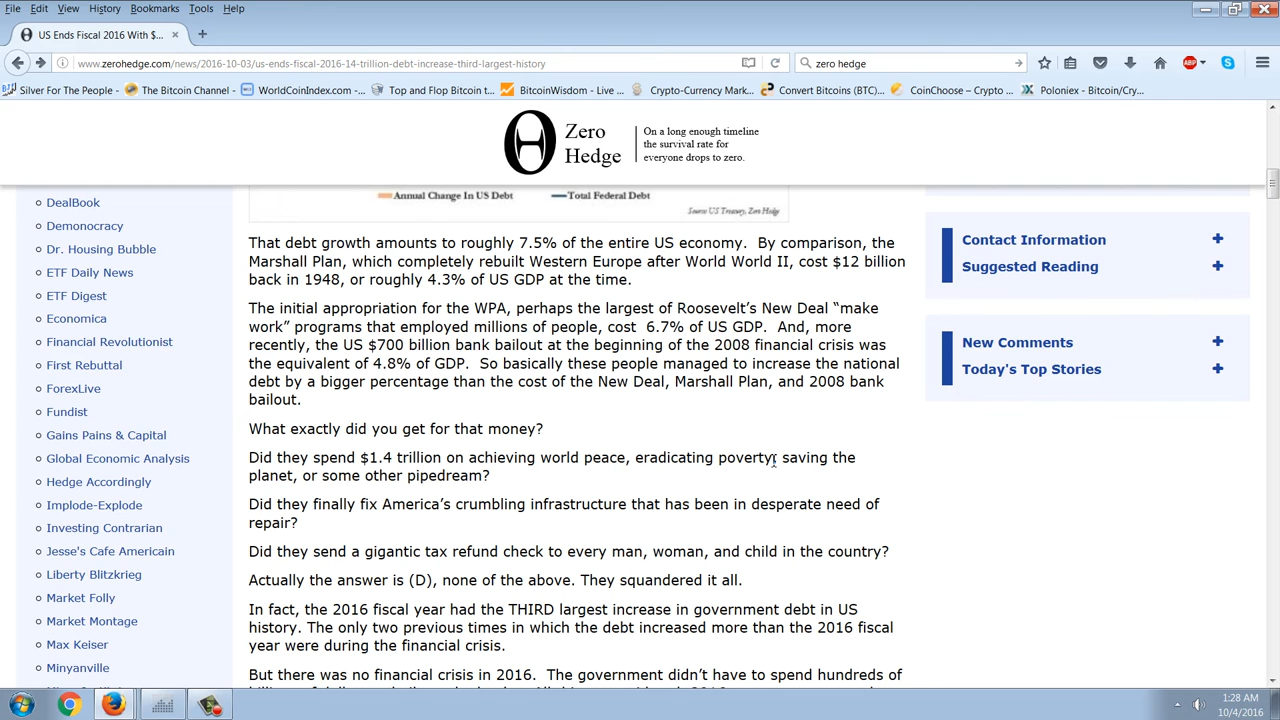 File Edit View History Bookmarks Tools Help
US Ends Fiscal 2016 With $...
www.zerohedge.com/news/2016-10-03/us-ends-fiscal-2016-14-trillion-debt-increase-third-largest-history
zero hedge
ABP
Silver For The People - The Bitcoin Channel - WorldCoinIndex.com - Top and Flop Bitcoin t... BitcoinWisdom - Live ... Crypto-Currency Mark... Convert Bitcoins (BTC)... CoinChoose – Crypto ... Poloniex - Bitcoin/Cry...
Zero
Hedge
On a long enough timeline
the survival rate for
everyone drops to zero.
DealBook
Demonocracy
Dr. Housing Bubble
ETF Daily News
ETF Digest
Economica
Financial Revolutionist
First Rebuttal
ForexLive
Fundist
Gains Pains & Capital
Global Economic Analysis
Hedge Accordingly
Implode-Explode
Investing Contrarian
Jesse's Cafe Americain
Liberty Blitzkrieg
Market Folly
Market Montage
Max Keiser
Minyanville
Annual Change In US Debt Total Federal Debt
Source: US Treasury, Zero Hedge
That debt growth amounts to roughly 7.5% of the entire US economy. By comparison, the
Marshall Plan, which completely rebuilt Western Europe after World World II, cost $12 billion
back in 1948, or roughly 4.3% of US GDP at the time.
The initial appropriation for the WPA, perhaps the largest of Roosevelt's New Deal “make
work” programs that employed millions of people, cost 6.7% of US GDP. And, more
recently, the US $700 billion bank bailout at the beginning of the 2008 financial crisis was
the equivalent of 4.8% of GDP. So basically these people managed to increase the national
debt by a bigger percentage than the cost of the New Deal, Marshall Plan, and 2008 bank
bailout.
What exactly did you get for that money?
Did they spend $1.4 trillion on achieving world peace, eradicating poverty, saving the
planet, or some other pipedream?
Did they finally fix America's crumbling infrastructure that has been in desperate need of
repair?
Did they send a gigantic tax refund check to every man, woman, and child in the country?
Actually the answer is (D), none of the above. They squandered it all.
In fact, the 2016 fiscal year had the THIRD largest increase in government debt in US
history. The only two previous times in which the debt increased more than the 2016 fiscal
year were during the financial crisis.
But there was no financial crisis in 2016. The government didn't have to spend hundreds of
Contact Information
Suggested Reading
New Comments
Today's Top Stories
1:28 AM
10/4/2016